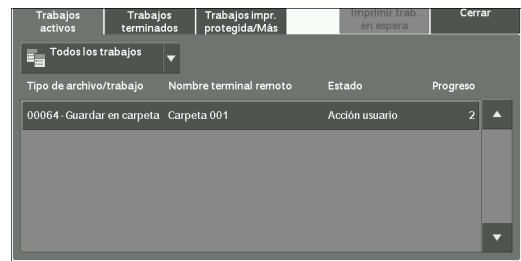 Trabajos activos
Trabajos terminados
Trabajos impr. protegida/Más
Imprimir trab. en espera
Cerrar
Todos los trabajos
Tipo de archivo/trabajo Nombre terminal remoto Estado Progreso
00064-Guardar en carpeta Carpeta 001 Acción usuario 2